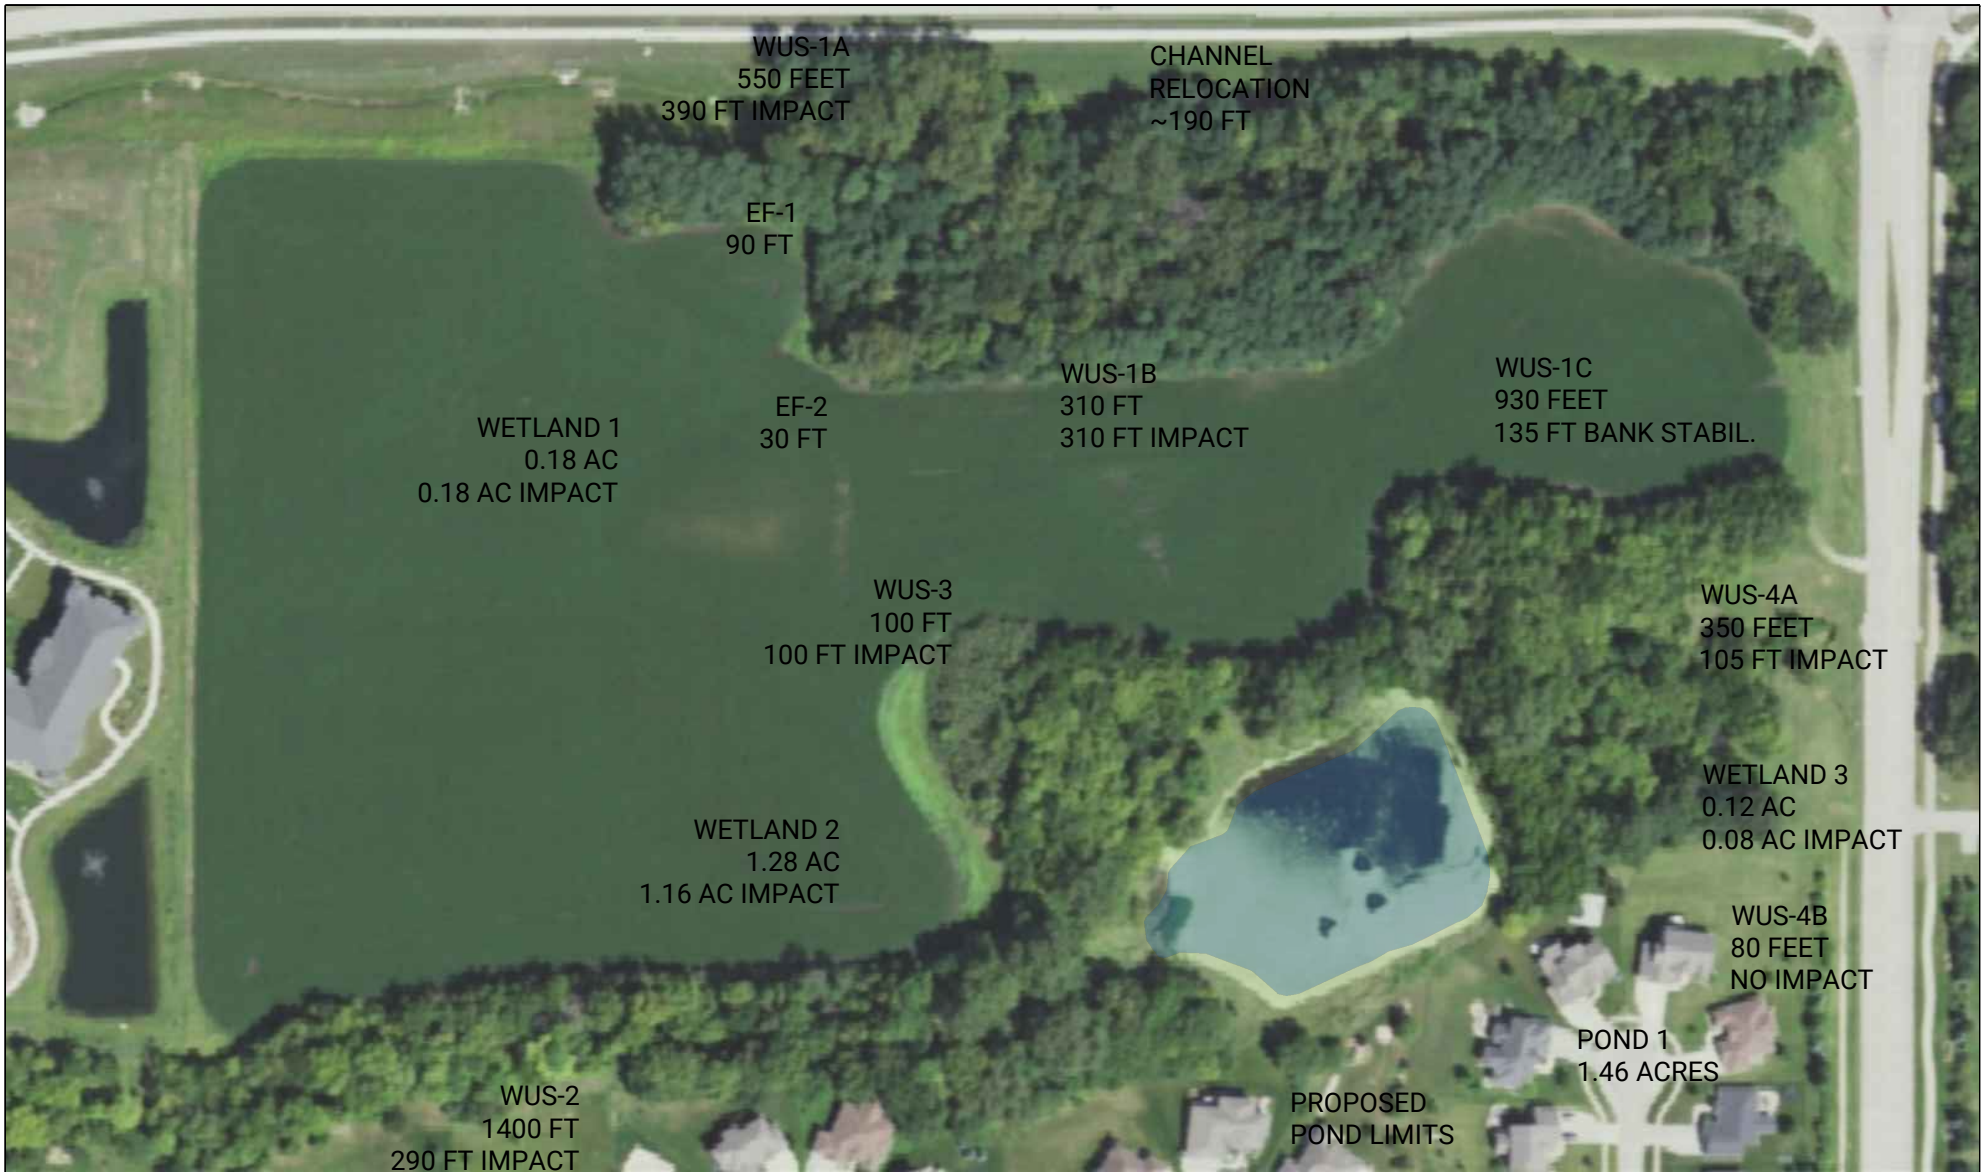 WUS-1A
550 FEET
390 FT IMPACT
CHANNEL
RELOCATION
~190 FT
EF-1
90 FT
WUS-1B
310 FT
310 FT IMPACT
WUS-1C
930 FEET
135 FT BANK STABIL.
EF-2
30 FT
WETLAND 1
0.18 AC
0.18 AC IMPACT
WUS-3
100 FT
100 FT IMPACT
WUS-4A
350 FEET
105 FT IMPACT
WETLAND 3
0.12 AC
0.08 AC IMPACT
WETLAND 2
1.28 AC
1.16 AC IMPACT
WUS-4B
80 FEET
NO IMPACT
POND 1
1.46 ACRES
WUS-2
1400 FT
290 FT IMPACT
PROPOSED
POND LIMITS